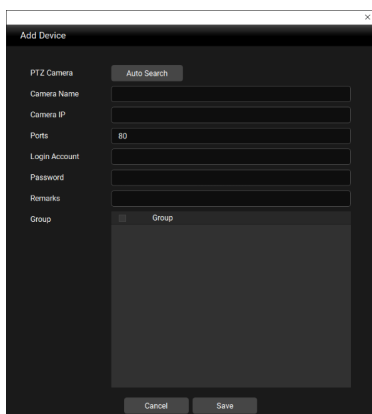 Add Device
PTZ Camera Auto Search
Camera Name
Camera IP
Ports 80
Login Account
Password
Remarks
Group Group
Cancel Save